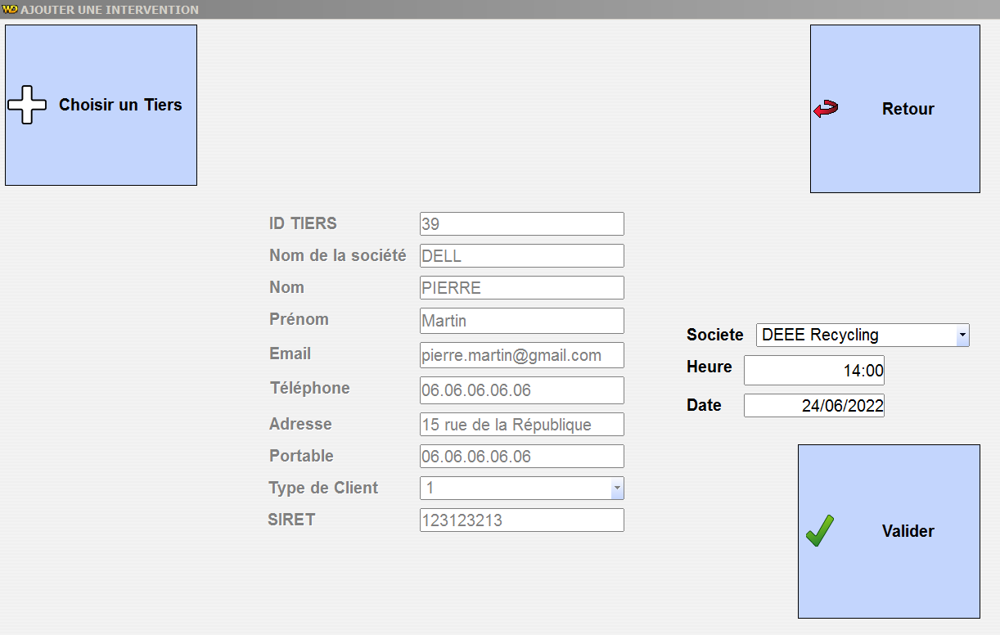 AJOUTER UNE INTERVENTION
Choisir un Tiers
Retour
ID TIERS 39
Nom de la société DELL
Nom PIERRE
Prénom Martin
Email pierre.martin@gmail.com
Téléphone 06.06.06.06.06
Adresse 15 rue de la République
Portable 06.06.06.06.06
Type de Client 1
SIRET 123123213
Societe DEEE Recycling
Heure 14:00
Date 24/06/2022
Valider